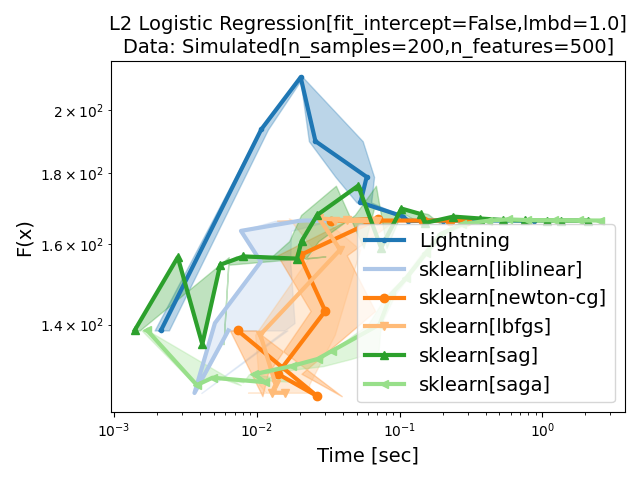 L2 Logistic Regression[fit_intercept=False,lmbd=1.0]
Data: Simulated[n_samples=200,n_features=500]
F(x)
2 × 10²
1.8 × 10²
1.6 × 10²
1.4 × 10²
Lightning
sklearn[liblinear]
sklearn[newton-cg]
sklearn[lbfgs]
sklearn[sag]
sklearn[saga]
10⁻³ 10⁻² 10⁻¹ 10⁰
Time [sec]